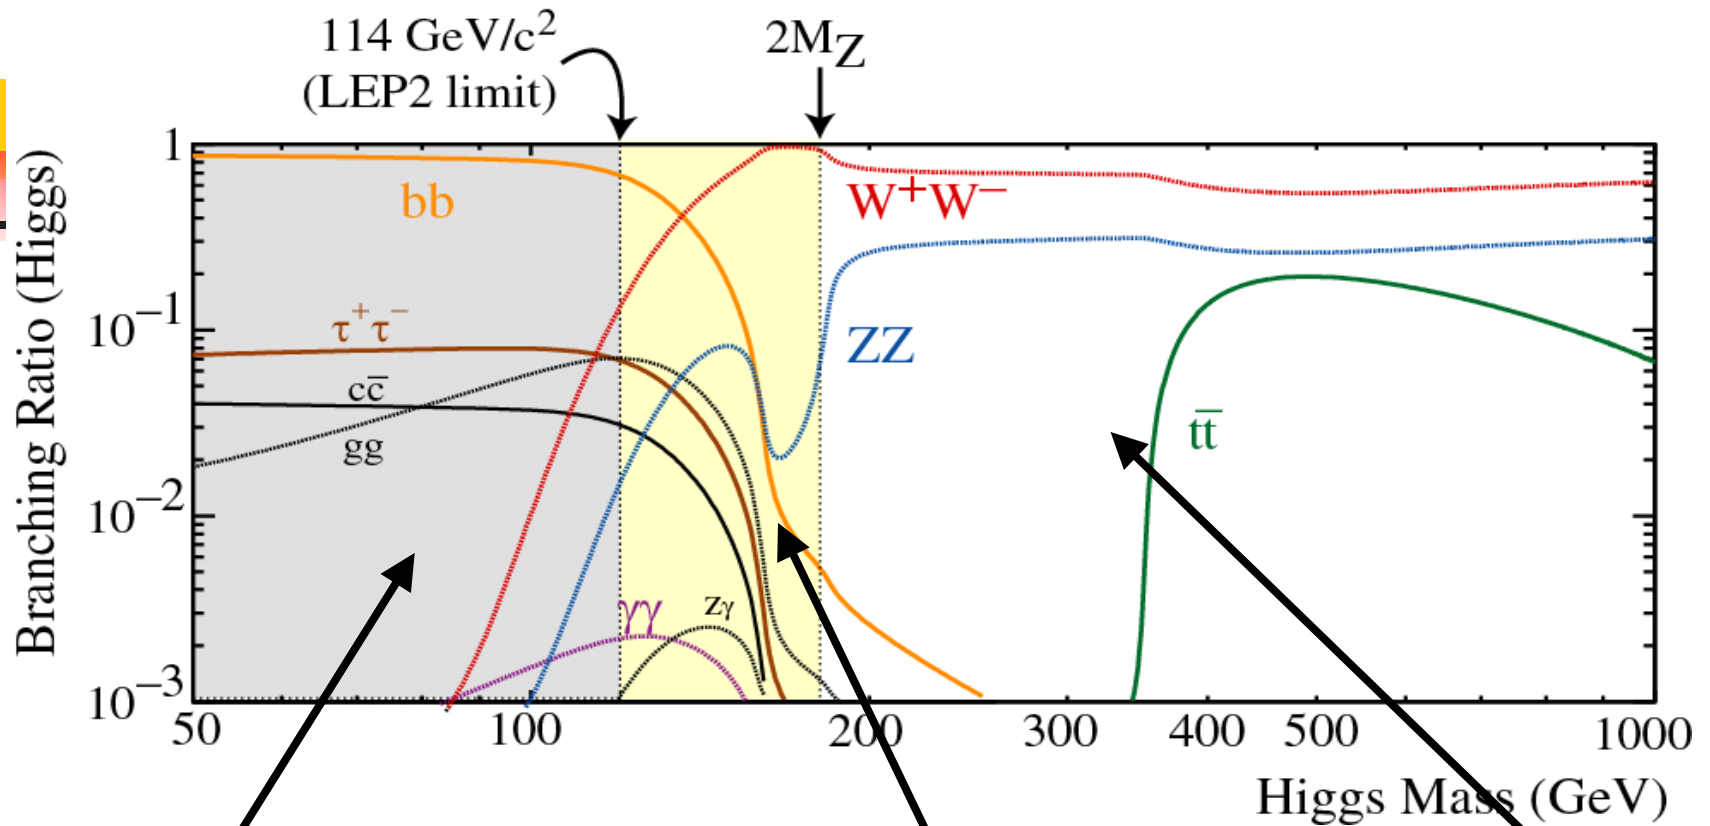 114 GeV/c²
(LEP2 limit)
2M_Z
Branching Ratio (Higgs)
1
10⁻¹
10⁻²
10⁻³
bb
τ⁺τ⁻
cc̅
gg
γγ
Zγ
W⁺W⁻
ZZ
tt̅
50
100
200
300
400
500
1000
Higgs Mass (GeV)